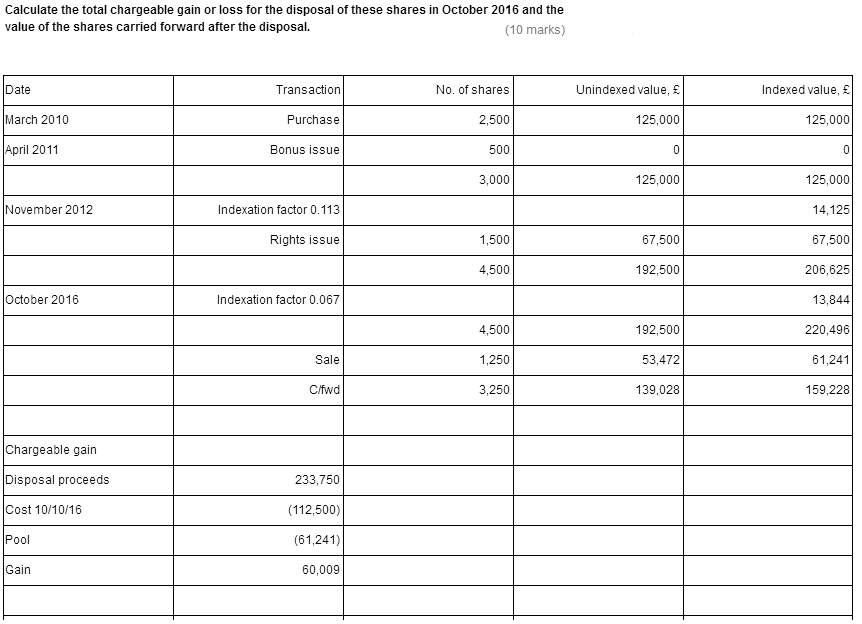 Calculate the total chargeable gain or loss for the disposal of these shares in October 2016 and the
value of the shares carried forward after the disposal.
(10 marks)
Date Transaction No. of shares Unindexed value, £ Indexed value, £
March 2010 Purchase 2,500 125,000 125,000
April 2011 Bonus issue 500 0 0
3,000 125,000 125,000
November 2012 Indexation factor 0.113 14,125
Rights issue 1,500 67,500 67,500
4,500 192,500 206,625
October 2016 Indexation factor 0.067 13,844
4,500 192,500 220,496
Sale 1,250 53,472 61,241
C/fwd 3,250 139,028 159,228
Chargeable gain
Disposal proceeds 233,750
Cost 10/10/16 (112,500)
Pool (61,241)
Gain 60,009